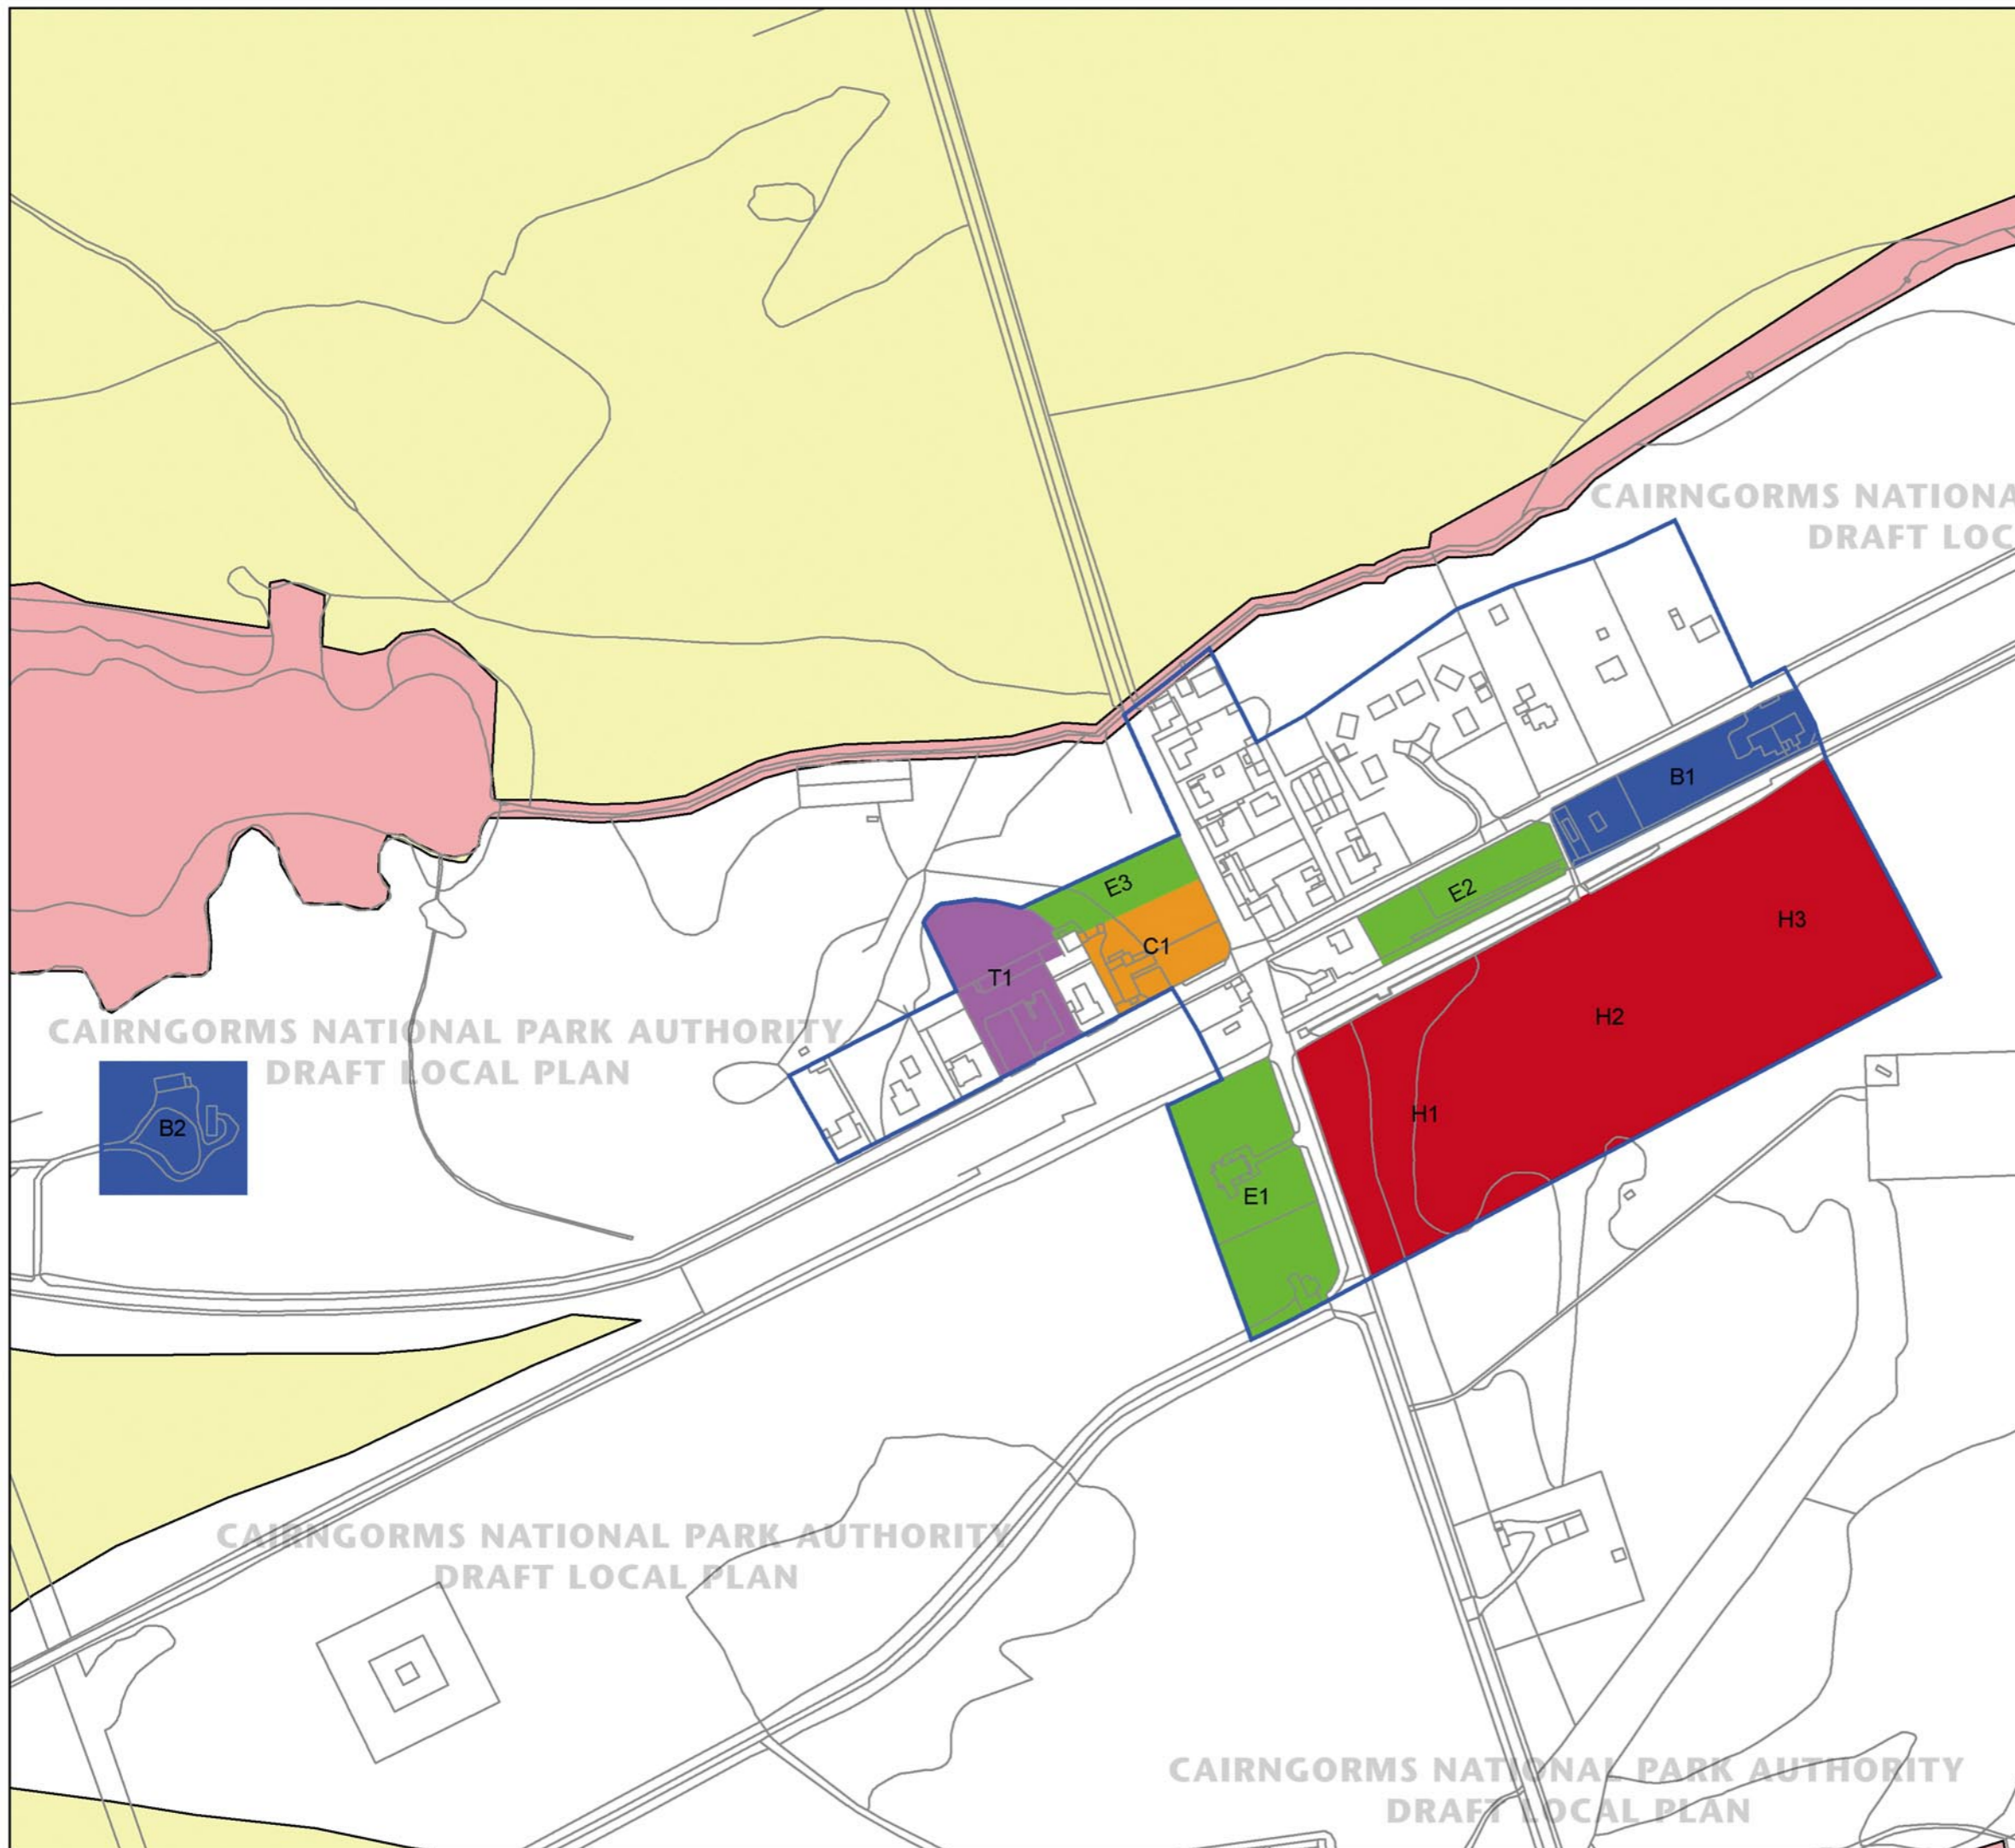 CAIRNGORMS NATIONA
DRAFT LOC
B1
E3
E2
H3
C1
T1
H2
CAIRNGORMS NATIONAL PARK AUTHORITY
DRAFT LOCAL PLAN
B2
H1
E1
CAIRNGORMS NATIONAL PARK AUTHORITY
DRAFT LOCAL PLAN
CAIRNGORMS NATIONAL PARK AUTHORITY
DRAFT LOCAL PLAN